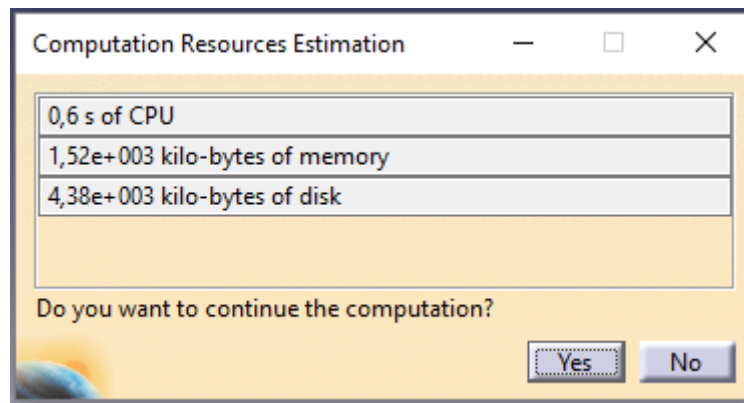 Computation Resources Estimation
0,6 s of CPU
1,52e+003 kilo-bytes of memory
4,38e+003 kilo-bytes of disk
Do you want to continue the computation?
Yes No